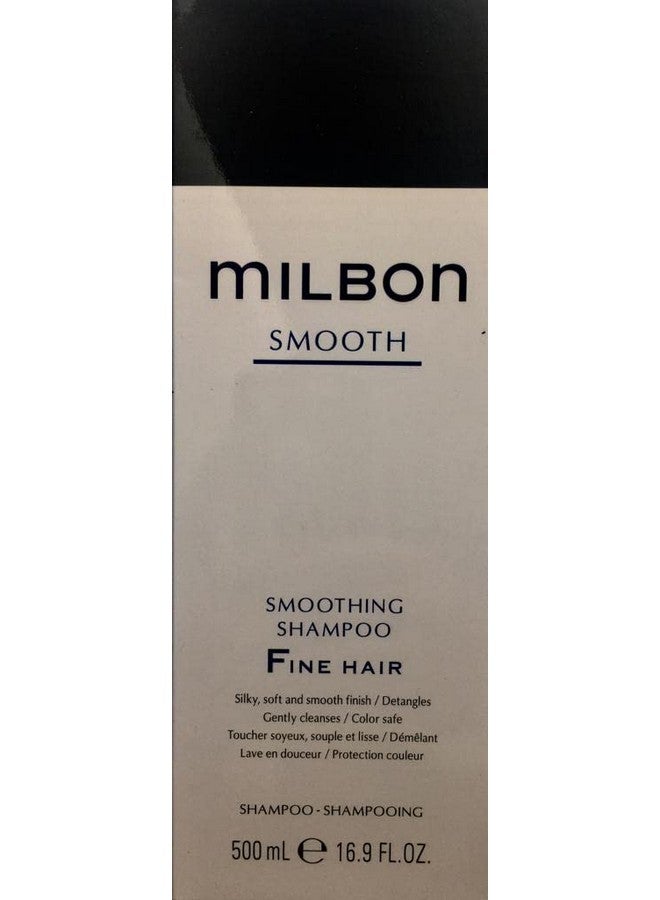 MILBON
SMOOTH
SMOOTHING
SHAMPOO
FINE HAIR
Silky, soft and smooth finish / Detangles
Gently cleanses / Color safe
Toucher soyeux, souple et lisse / Démêlant
Lave en douceur / Protection couleur
SHAMPOO - SHAMPOOING
500 mL ℮ 16.9 FL.OZ.